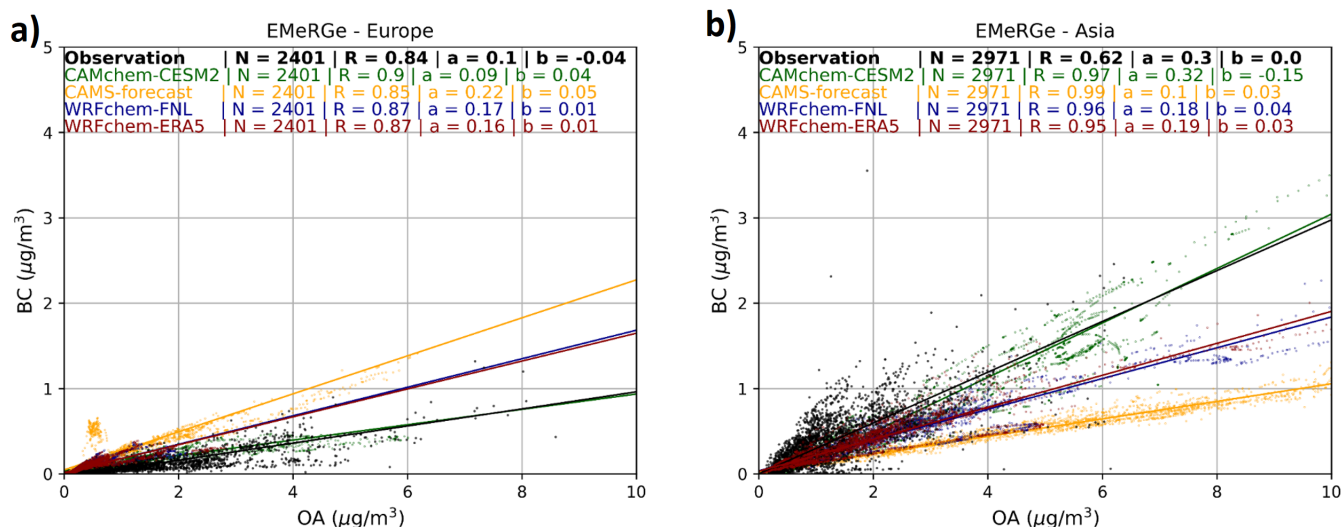 a)
EMeRGe - Europe
Observation | N = 2401 | R = 0.84 | a = 0.1 | b = -0.04
CAMchem-CESM2 | N = 2401 | R = 0.9 | a = 0.09 | b = 0.04
CAMS-forecast | N = 2401 | R = 0.85 | a = 0.22 | b = 0.05
WRFchem-FNL | N = 2401 | R = 0.87 | a = 0.17 | b = 0.01
WRFchem-ERA5 | N = 2401 | R = 0.87 | a = 0.16 | b = 0.01
5
4
3
2
1
0
BC (μg/m³)
0 2 4 6 8 10
OA (μg/m³)
b)
EMeRGe - Asia
Observation | N = 2971 | R = 0.62 | a = 0.3 | b = 0.0
CAMchem-CESM2 | N = 2971 | R = 0.97 | a = 0.32 | b = -0.15
CAMS-forecast | N = 2971 | R = 0.99 | a = 0.1 | b = 0.03
WRFchem-FNL | N = 2971 | R = 0.96 | a = 0.18 | b = 0.04
WRFchem-ERA5 | N = 2971 | R = 0.95 | a = 0.19 | b = 0.03
5
4
3
2
1
0
BC (μg/m³)
0 2 4 6 8 10
OA (μg/m³)